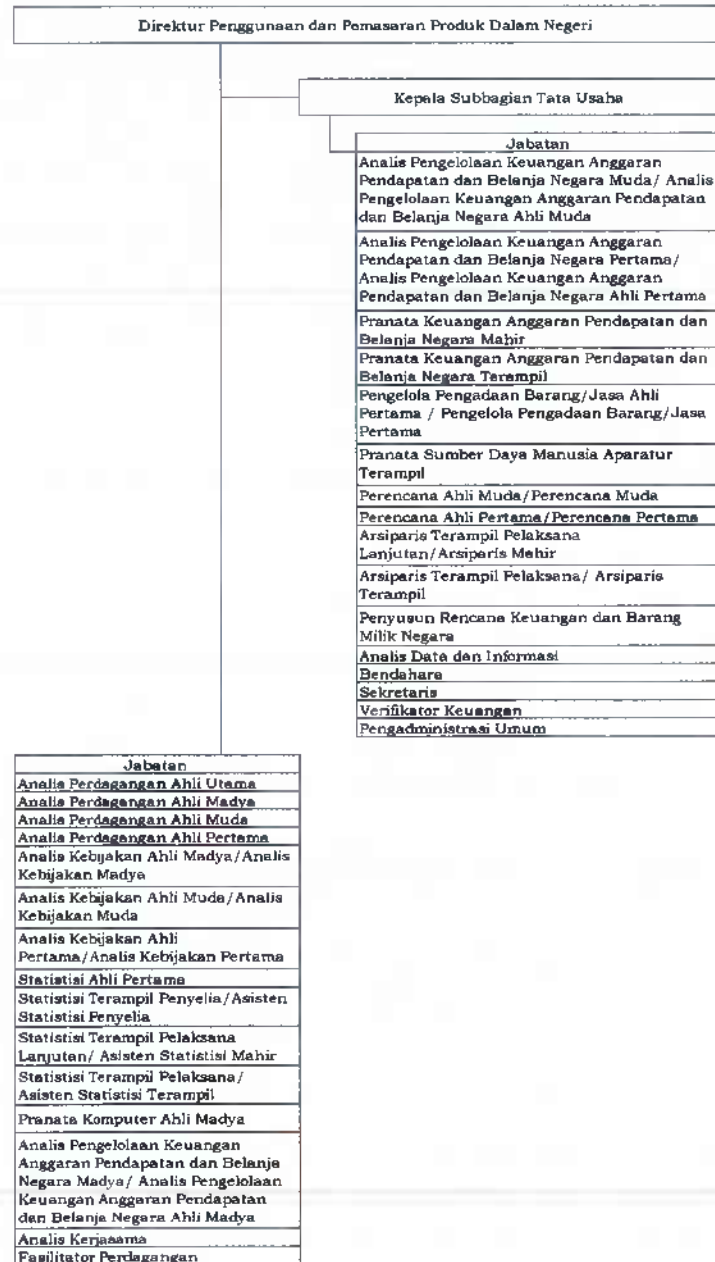 Direktur Penggunaan dan Pemasaran Produk Dalam Negeri
Kepala Subbagian Tata Usaha
Jabatan
Analis Pengelolaan Keuangan Anggaran
Pendapatan dan Belanja Negara Muda/ Analis
Pengelolaan Keuangan Anggaran Pendapatan
dan Belanja Negara Ahli Muda
Analis Pengelolaan Keuangan Anggaran
Pendapatan dan Belanja Negara Pertama/
Analis Pengelolaan Keuangan Anggaran
Pendapatan dan Belanja Negara Ahli Pertama
Pranata Keuangan Anggaran Pendapatan dan
Belanja Negara Mahir
Pranata Keuangan Anggaran Pendapatan dan
Belanja Negara Terampil
Pengelola Pengadaan Barang/Jasa Ahli
Pertama / Pengelola Pengadaan Barang/Jasa
Pertama
Pranata Sumber Daya Manusia Aparatur
Terampil
Perencana Ahli Muda/Perencana Muda
Perencana Ahli Pertama/Perencana Pertama
Arsiparis Terampil Pelaksana
Lanjutan/Arsiparis Mahir
Arsiparis Terampil Pelaksana/ Arsiparis
Terampil
Penyusun Rencana Keuangan dan Barang
Milik Negara
Analis Data dan Informasi
Bendahara
Sekretaris
Verifikator Keuangan
Pengadministrasi Umum
Jabatan
Analis Perdagangan Ahli Utama
Analis Perdagangan Ahli Madya
Analis Perdagangan Ahli Muda
Analis Perdagangan Ahli Pertama
Analis Kebijakan Ahli Madya/Analis
Kebijakan Madya
Analis Kebijakan Ahli Muda/Analis
Kebijakan Muda
Analis Kebijakan Ahli
Pertama/Analis Kebijakan Pertama
Statistisi Ahli Pertama
Statistisi Terampil Penyelia/Asisten
Statistisi Penyelia
Statistisi Terampil Pelaksana
Lanjutan/ Asisten Statistisi Mahir
Statistisi Terampil Pelaksana/
Asisten Statistisi Terampil
Pranata Komputer Ahli Madya
Analis Pengelolaan Keuangan
Anggaran Pendapatan dan Belanja
Negara Madya/ Analis Pengelolaan
Keuangan Anggaran Pendapatan
dan Belanja Negara Ahli Madya
Analis Kerjasama
Fasilitator Perdagangan